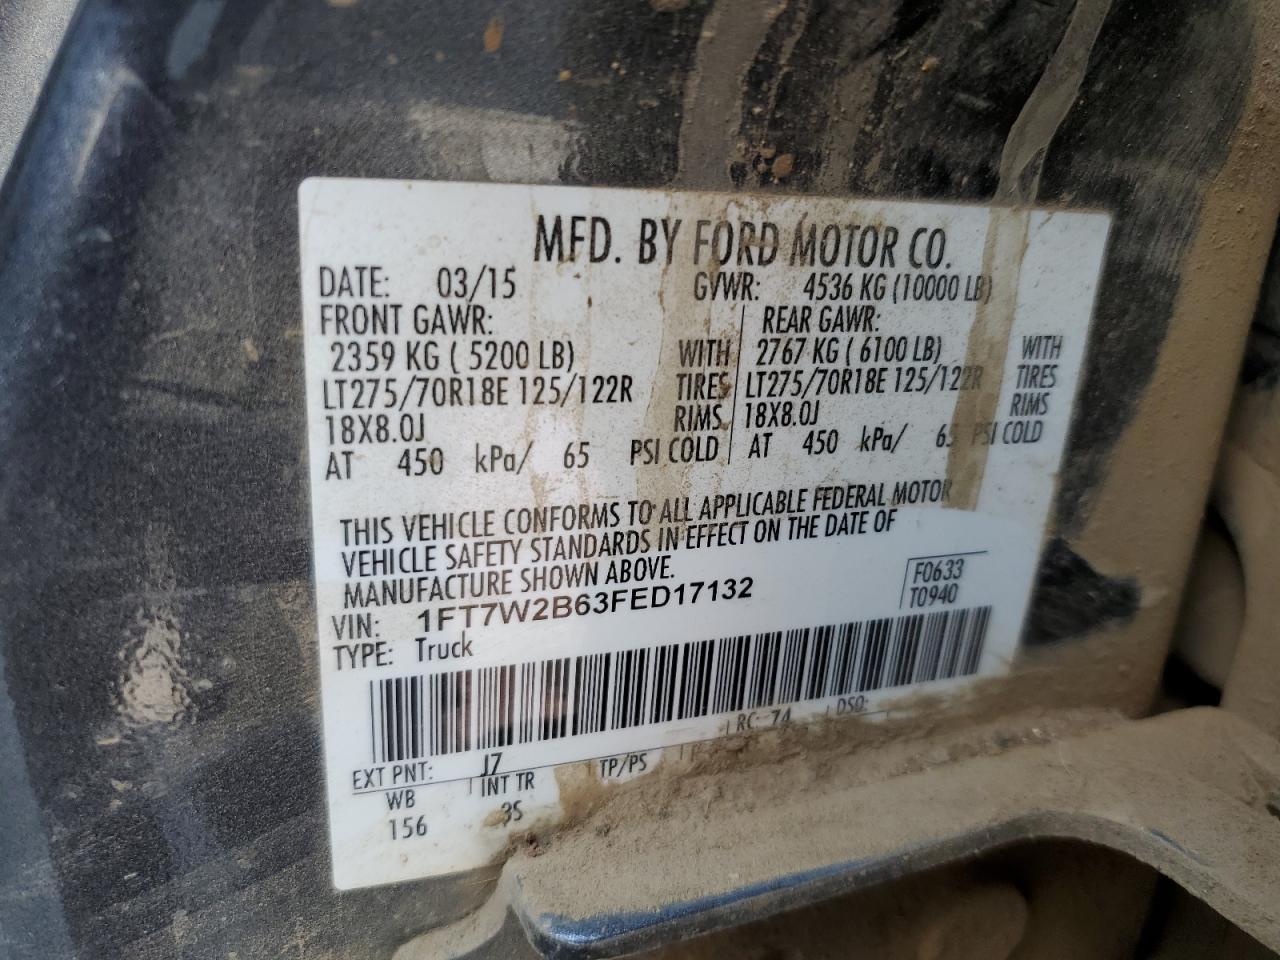 MFD. BY FORD MOTOR CO.
DATE: 03/15 GVWR: 4536 KG (10000 LB)
FRONT GAWR: REAR GAWR:
2359 KG ( 5200 LB) WITH 2767 KG ( 6100 LB) WITH
LT275/70R18E 125/122R TIRES LT275/70R18E 125/122R TIRES
18X8.0J RIMS 18X8.0J RIMS
AT 450 kPa/ 65 PSI COLD AT 450 kPa/ 65 PSI COLD
THIS VEHICLE CONFORMS TO ALL APPLICABLE FEDERAL MOTOR
VEHICLE SAFETY STANDARDS IN EFFECT ON THE DATE OF
MANUFACTURE SHOWN ABOVE.
F0633
VIN: 1FT7W2B63FED17132 T0940
TYPE: Truck
EXT PNT: J7 RC: 74 DSO:
WB INT TR TP/PS
156 3S